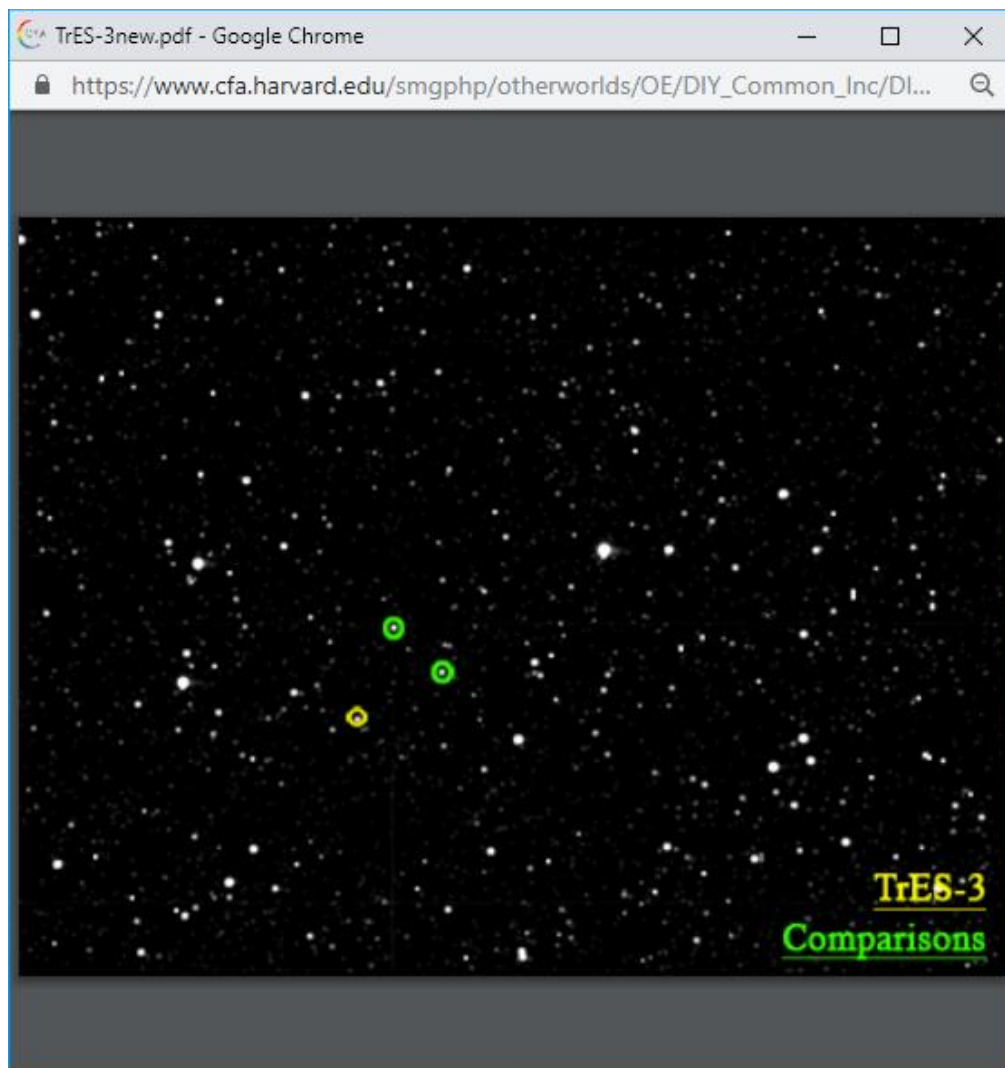 TrES-3new.pdf - Google Chrome
https://www.cfa.harvard.edu/smgphp/otherworlds/OE/DIY_Common_Inc/DI...
TrES-3
Comparisons